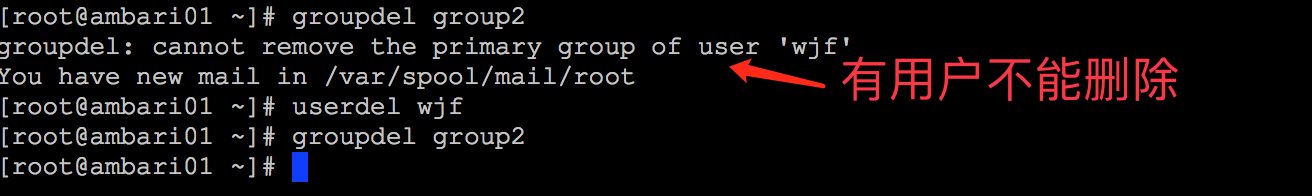 [root@ambari01 ~]# groupdel group2
groupdel: cannot remove the primary group of user 'wjf'
You have new mail in /var/spool/mail/root
有用户不能删除
[root@ambari01 ~]# userdel wjf
[root@ambari01 ~]# groupdel group2
[root@ambari01 ~]#